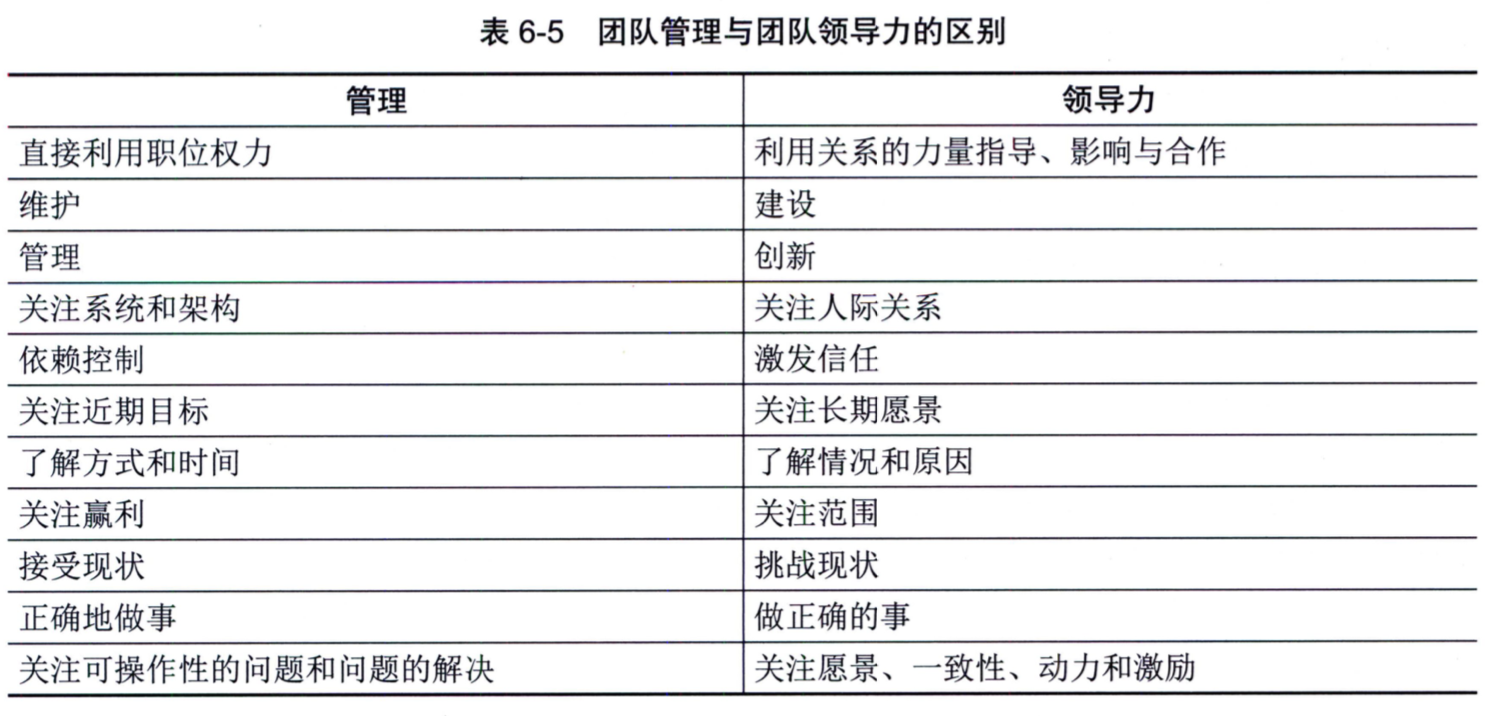 表 6-5 团队管理与团队领导力的区别
管理 领导力
直接利用职位权力 利用关系的力量指导、影响与合作
维护 建设
管理 创新
关注系统和架构 关注人际关系
依赖控制 激发信任
关注近期目标 关注长期愿景
了解方式和时间 了解情况和原因
关注赢利 关注范围
接受现状 挑战现状
正确地做事 做正确的事
关注可操作性的问题和问题的解决 关注愿景、一致性、动力和激励